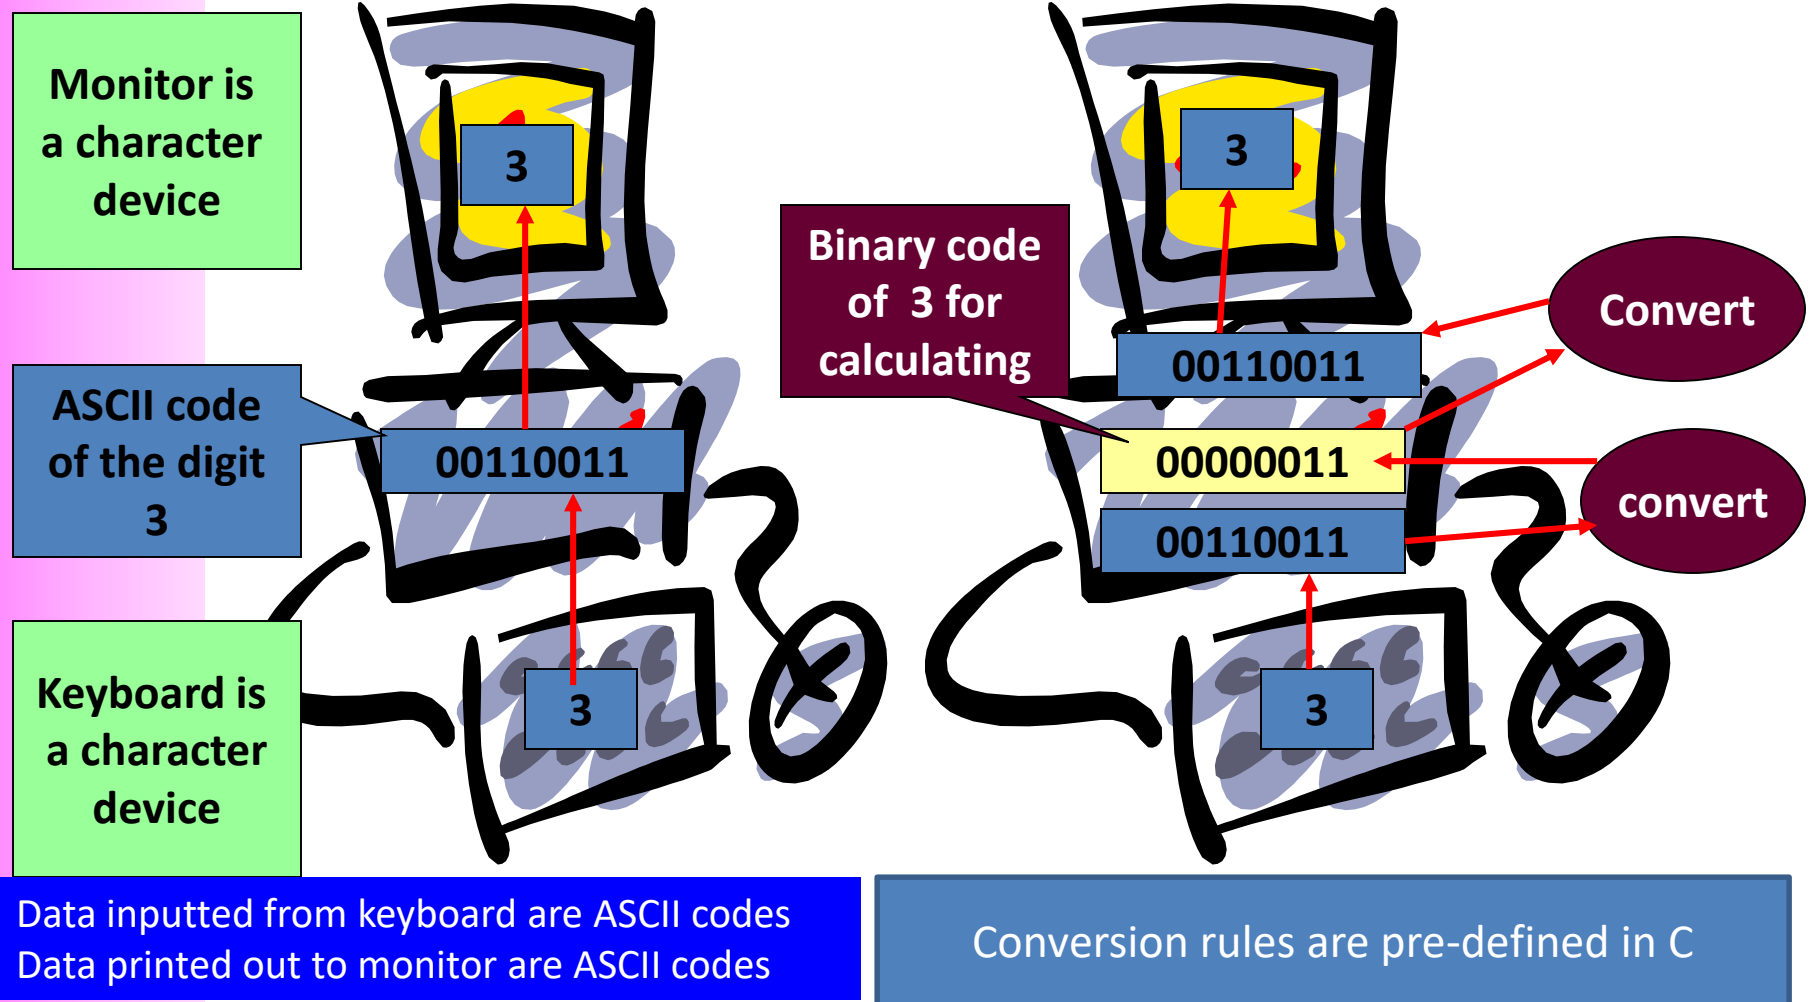 Monitor is
a character
device
3
ASCII code
of the digit
3
00110011
Keyboard is
a character
device
3
Data inputted from keyboard are ASCII codes
Data printed out to monitor are ASCII codes
3
Binary code
of 3 for
calculating
Convert
00110011
00000011
convert
00110011
3
Conversion rules are pre-defined in C